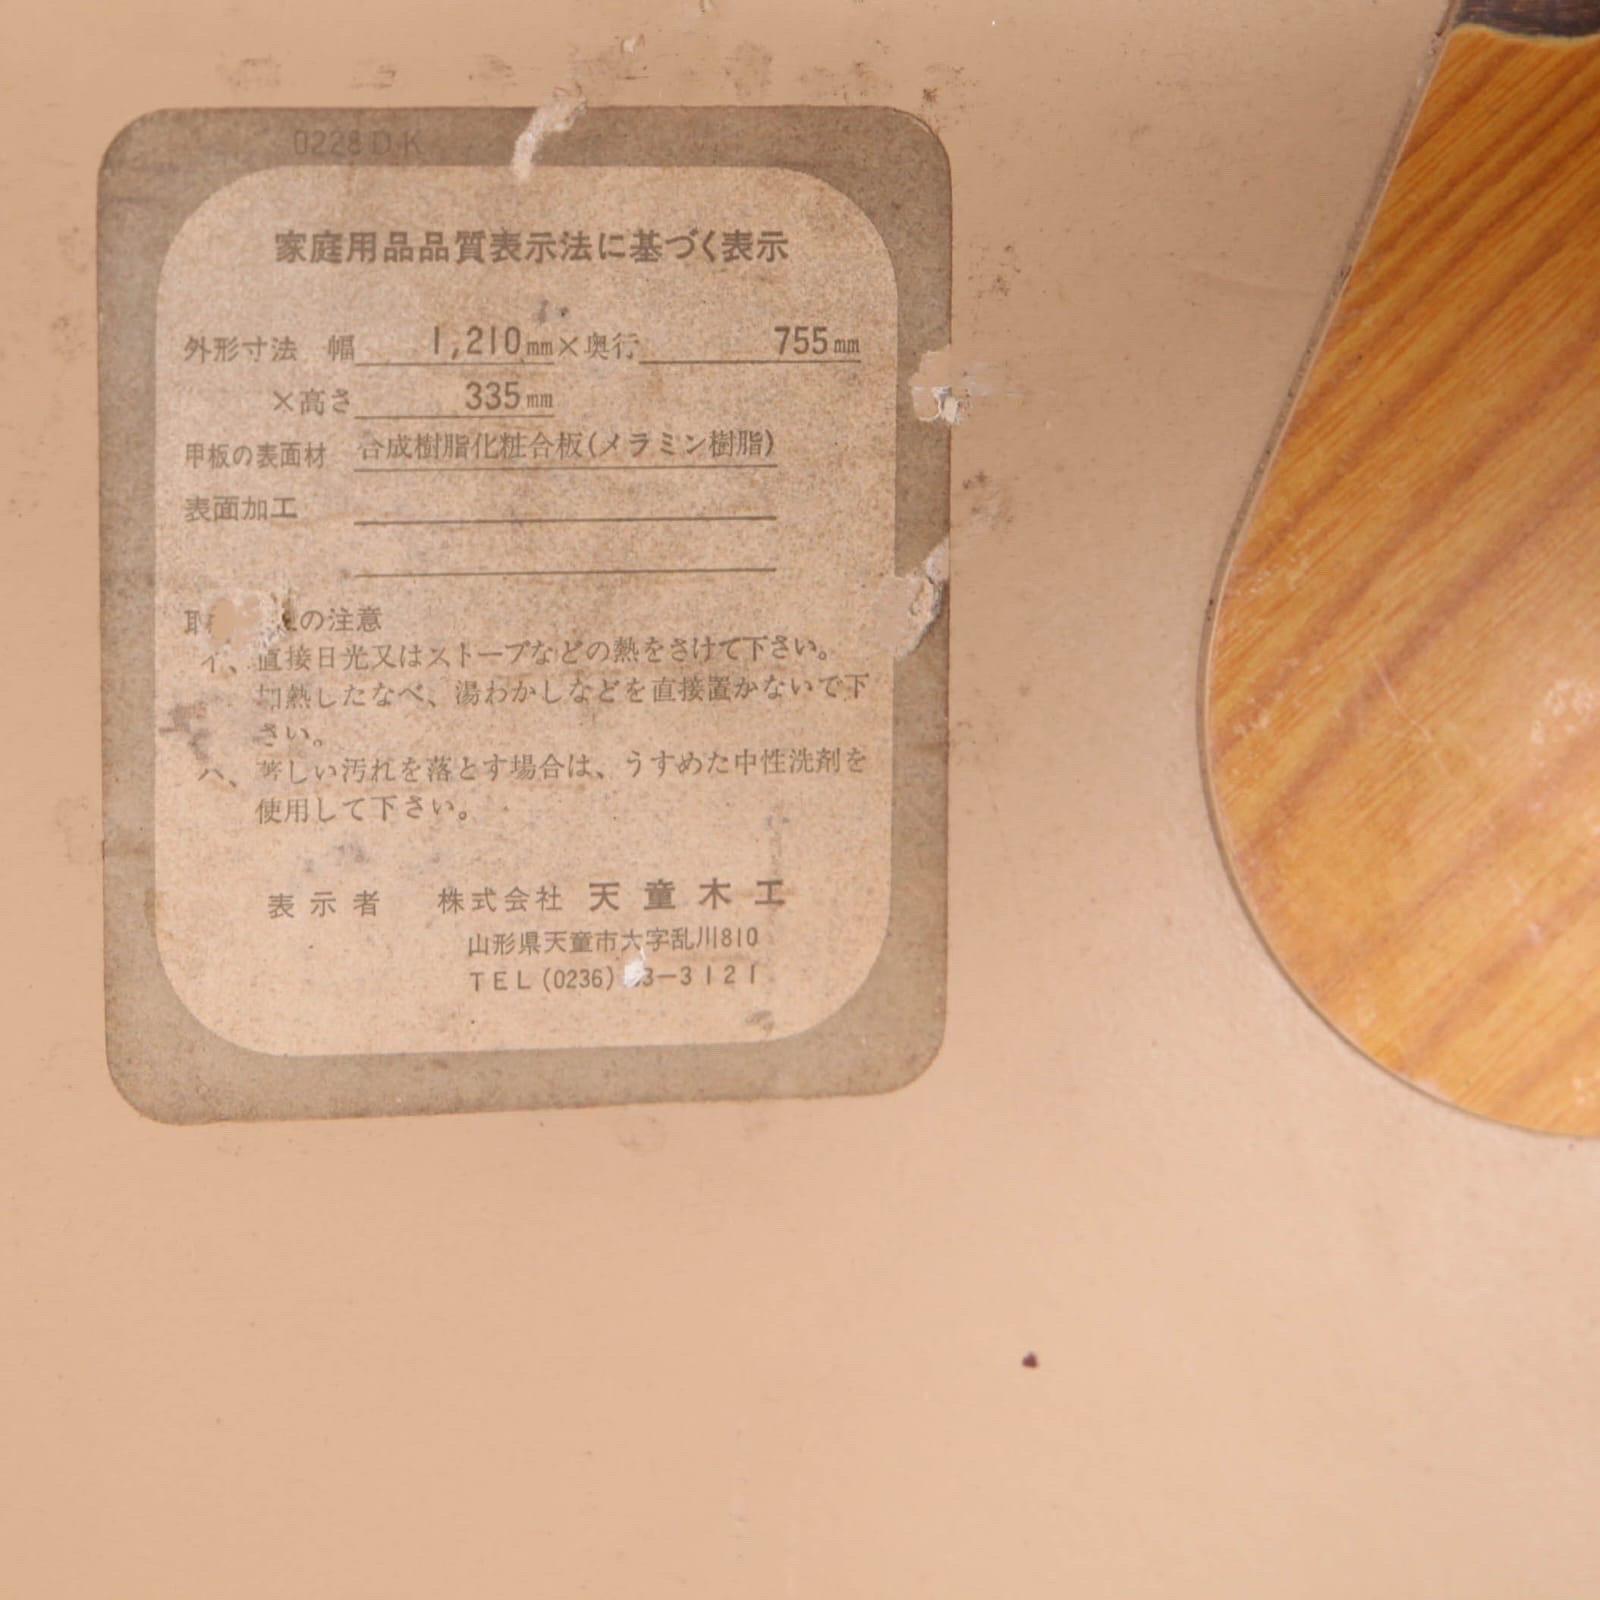 0228 D K
家庭用品品質表示法に基づく表示
外形寸法 幅 1,210mm×奥行 755mm
×高さ 335mm
甲板の表面材 合成樹脂化粧合板(メラミン樹脂)
表面加工
の注意
イ、直接日光又はストーブなどの熱をさけて下さい。
加熱したなべ、湯わかしなどを直接置かないで下
さい。
ハ、著しい汚れを落とす場合は、うすめた中性洗剤を
使用して下さい。
表示者 株式会社 天童木工
山形県天童市大字乱川810
TEL(0236) 3-3121